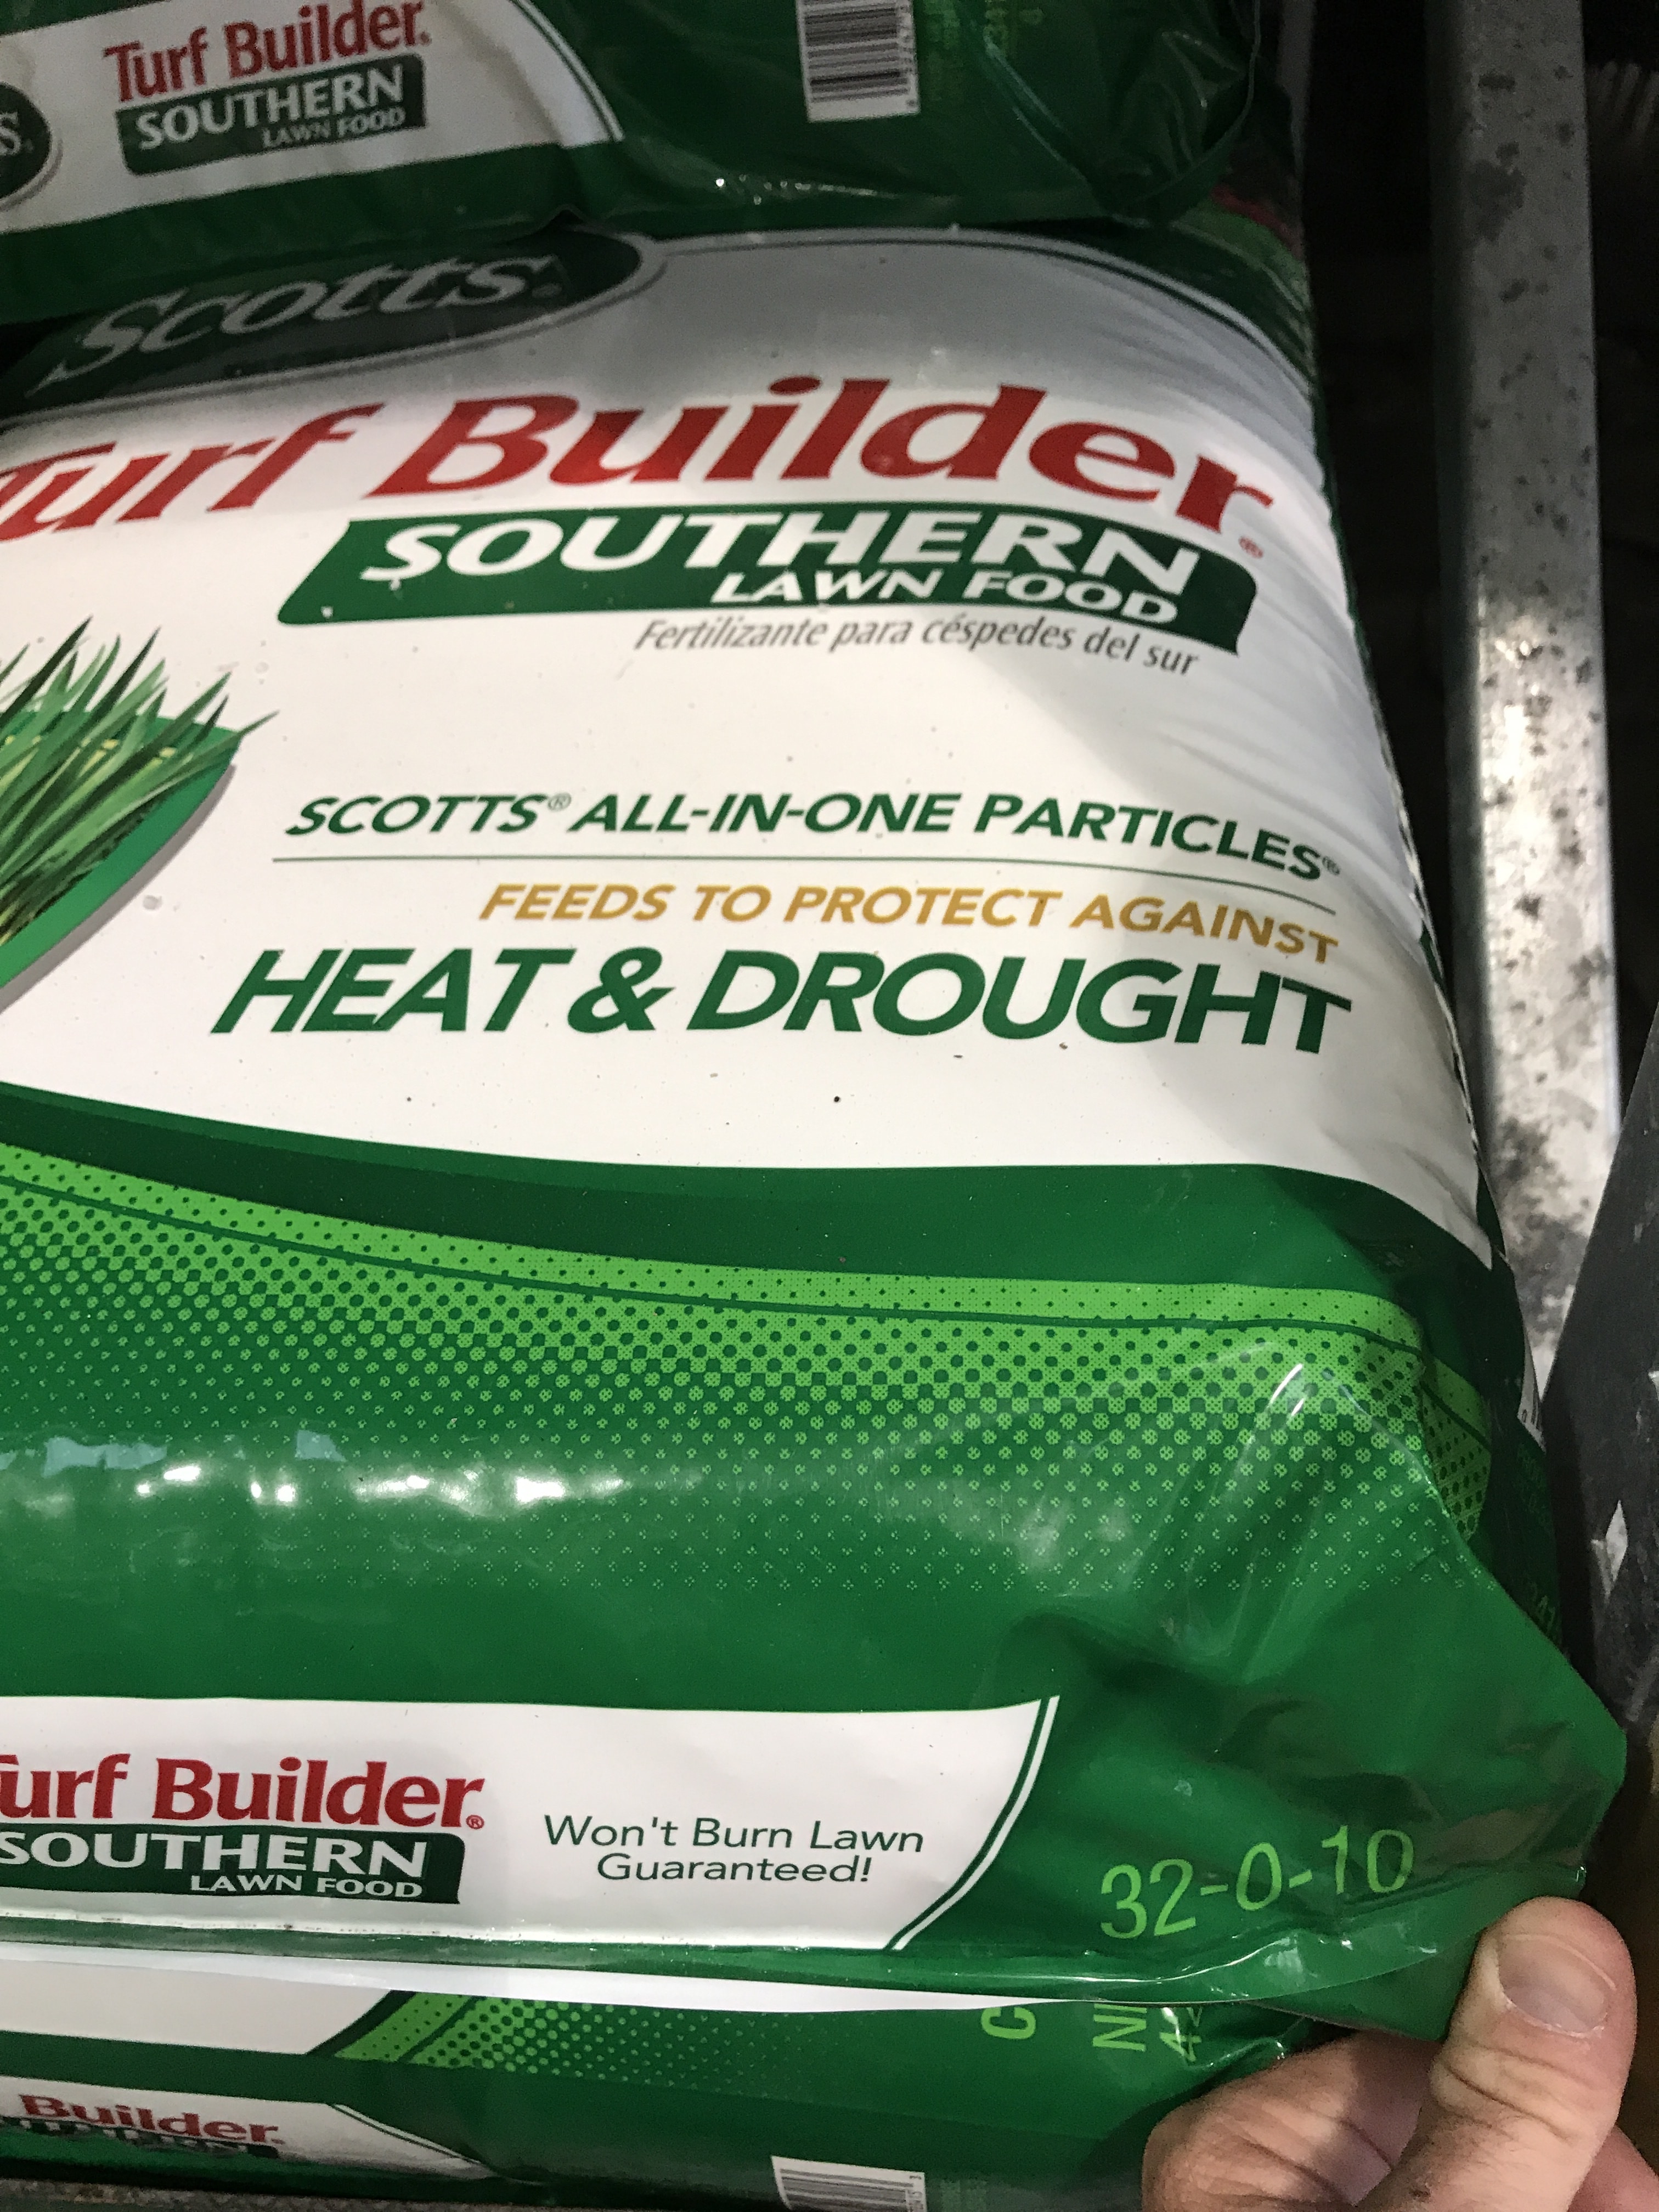 Turf Builder.
SOUTHERN
LAWN FOOD
Scotts.
Turf Builder®
SOUTHERN
LAWN FOOD
Fertilizante para céspedes del sur
SCOTTS® ALL-IN-ONE PARTICLES®
FEEDS TO PROTECT AGAINST
HEAT & DROUGHT
urf Builder®
SOUTHERN
LAWN FOOD
Won't Burn Lawn
Guaranteed!
32-0-10
Builder.